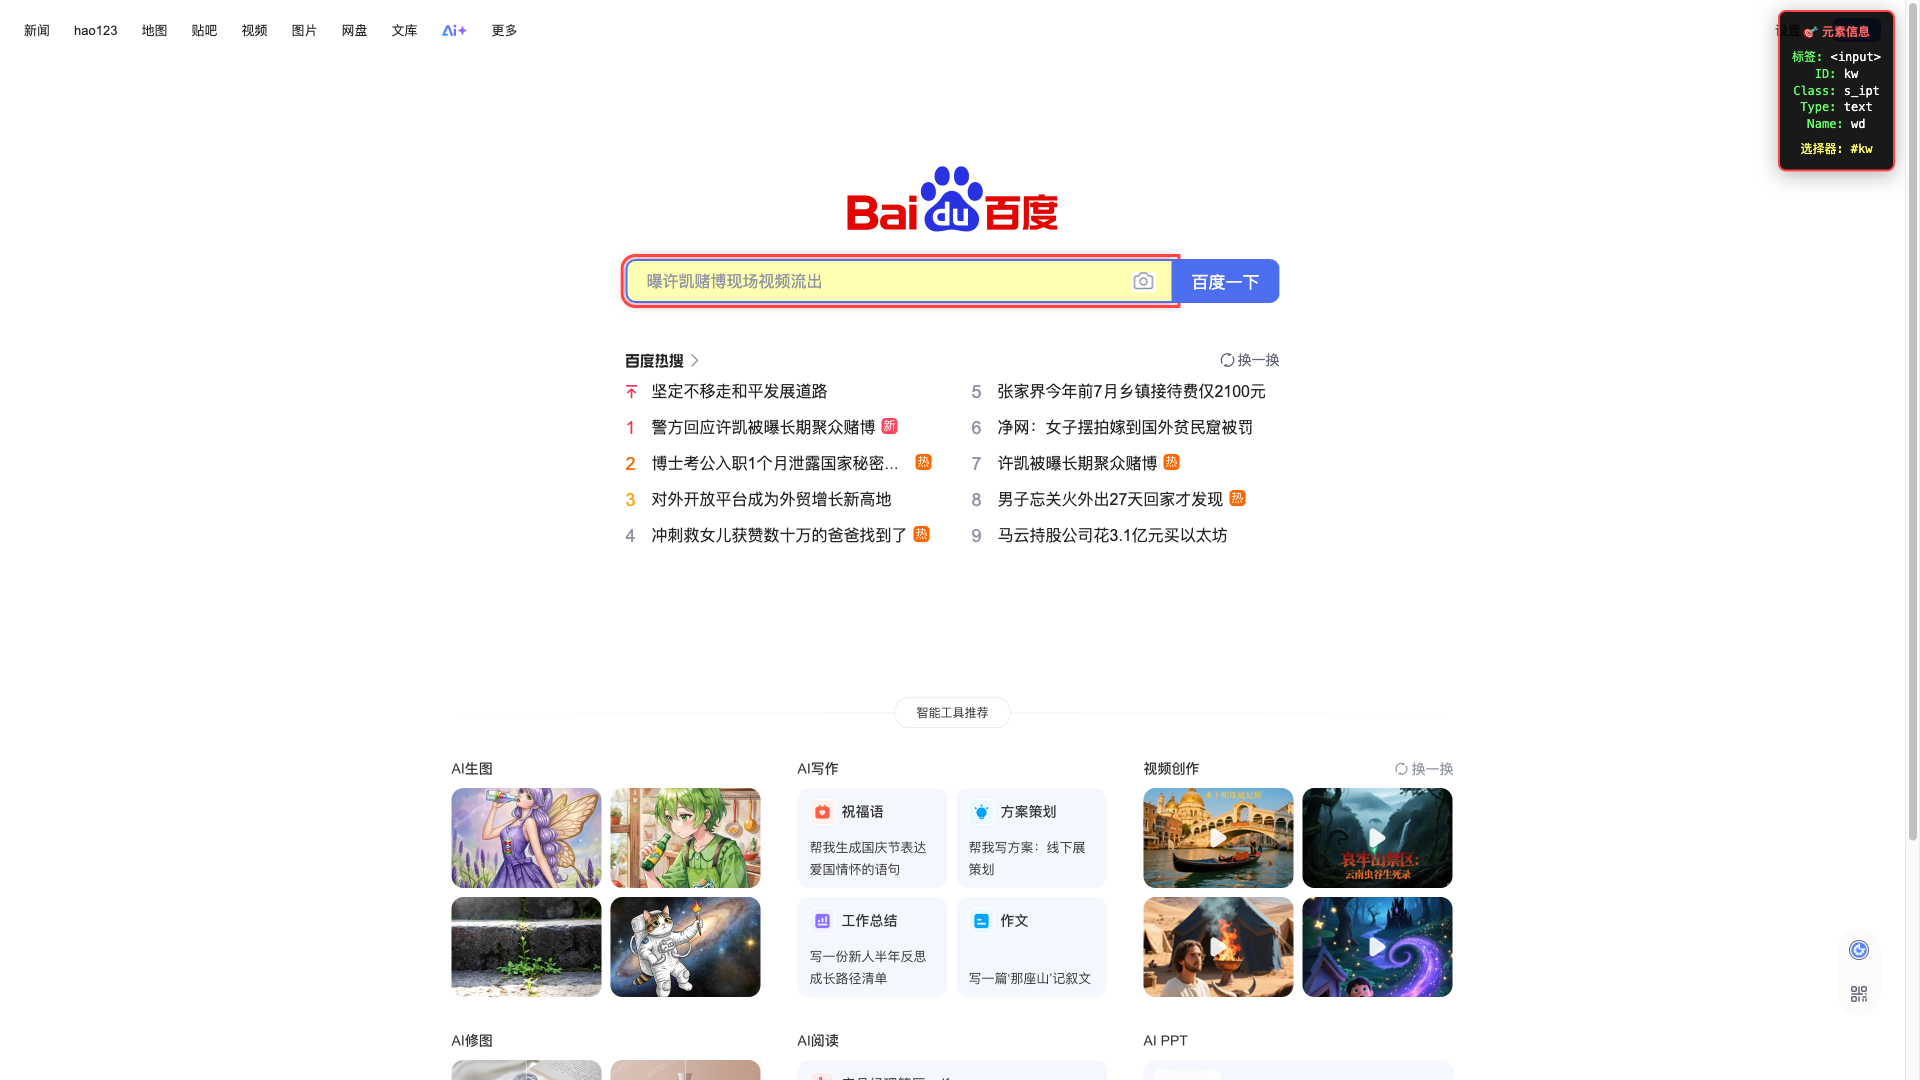 新闻 hao123 地图 贴吧 视频 图片 网盘 文库 Ai+ 更多
设置
元素信息
标签: <input>
ID: kw
Class: s_ipt
Type: text
Name: wd
选择器: #kw
Bai du 百度
曝许凯赌博现场视频流出 百度一下
百度热搜 换一换
坚定不移走和平发展道路
1 警方回应许凯被曝长期聚众赌博 新
2 博士考公入职1个月泄露国家秘密... 热
3 对外开放平台成为外贸增长新高地
4 冲刺救女儿获赞数十万的爸爸找到了 热
5 张家界今年前7月乡镇接待费仅2100元
6 净网：女子摆拍嫁到国外贫民窟被罚
7 许凯被曝长期聚众赌博 热
8 男子忘关火外出27天回家才发现 热
9 马云持股公司花3.1亿元买以太坊
智能工具推荐
AI生图
AI写作
祝福语
帮我生成国庆节表达
爱国情怀的语句
方案策划
帮我写方案：线下展
策划
工作总结
写一份新人半年反思
成长路径清单
作文
写一篇'那座山'记叙文
视频创作 换一换
哀牢山禁区:
云南虫谷生死录
AI修图
AI阅读
AI PPT